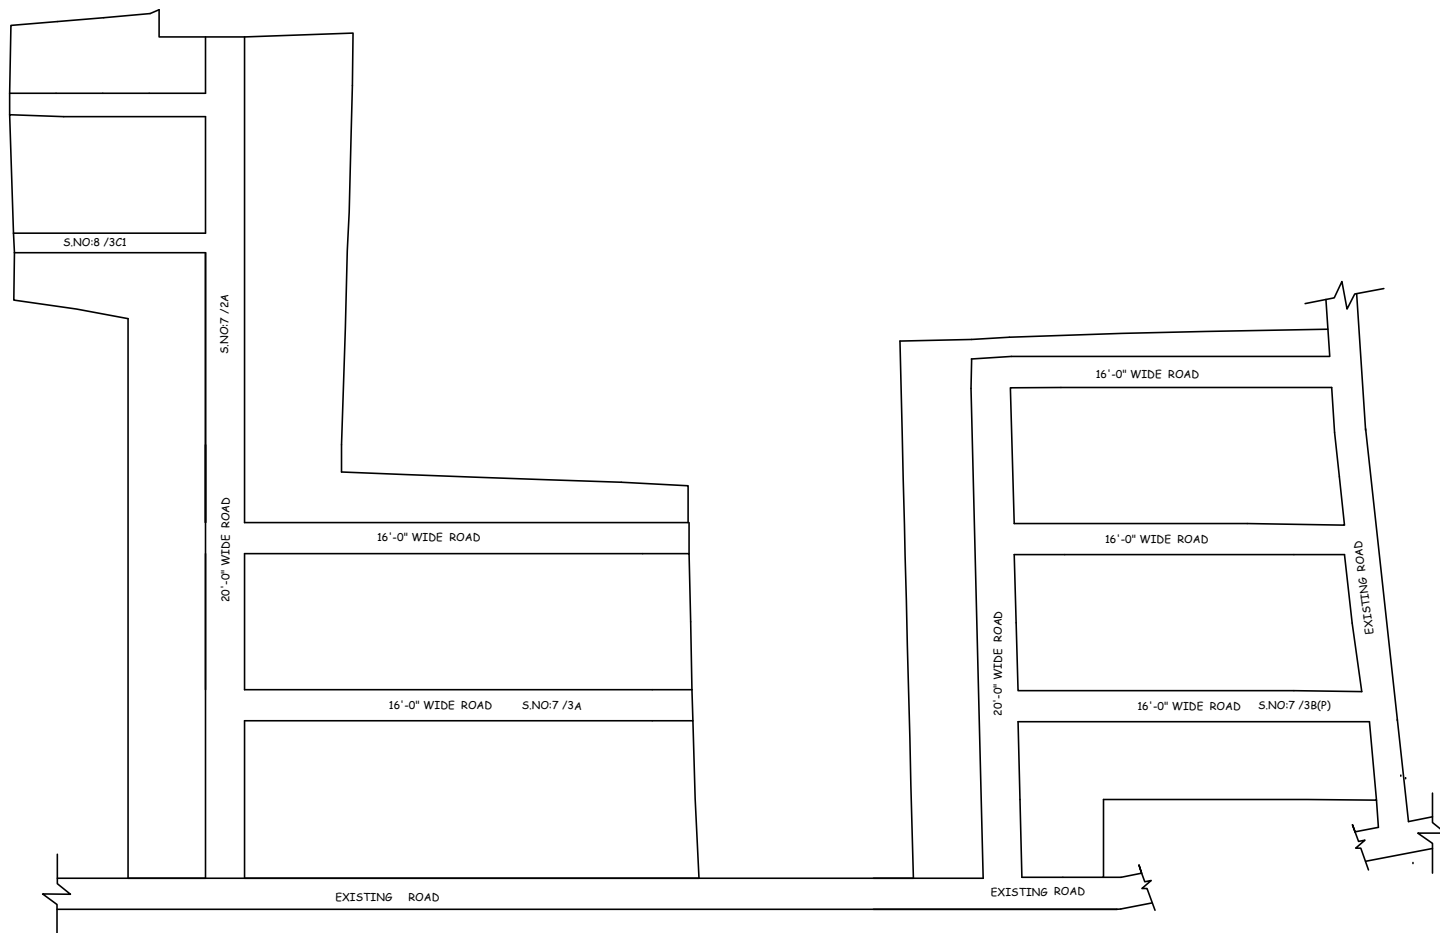 S.NO:8 /3C1
S.NO:7 /2A
20'-0" WIDE ROAD
16'-0" WIDE ROAD
16'-0" WIDE ROAD S.NO:7 /3A
EXISTING ROAD
16'-0" WIDE ROAD
16'-0" WIDE ROAD
EXISTING ROAD
20'-0" WIDE ROAD
16'-0" WIDE ROAD S.NO:7 /3B(P)
EXISTING ROAD